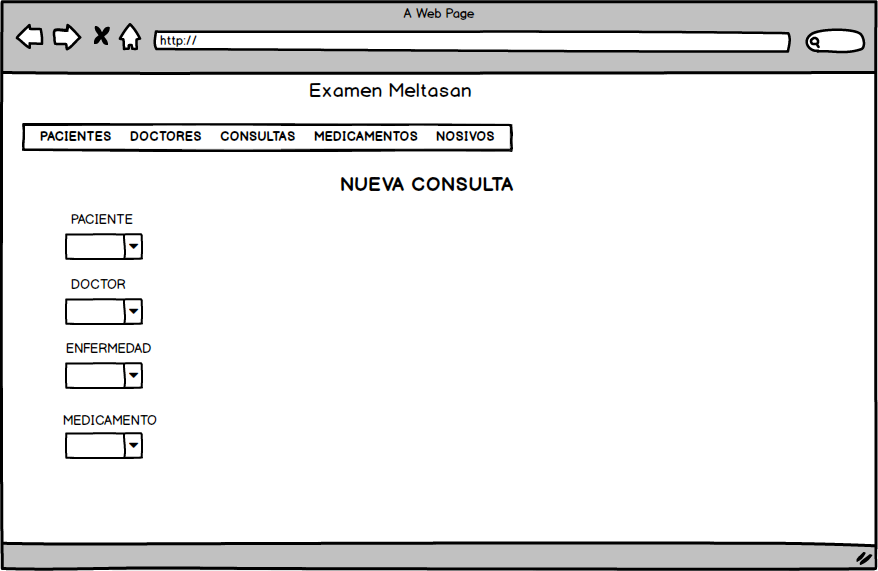 A Web Page
http://
Examen Meltasan
PACIENTES DOCTORES CONSULTAS MEDICAMENTOS NOSIVOS
NUEVA CONSULTA
PACIENTE
DOCTOR
ENFERMEDAD
MEDICAMENTO